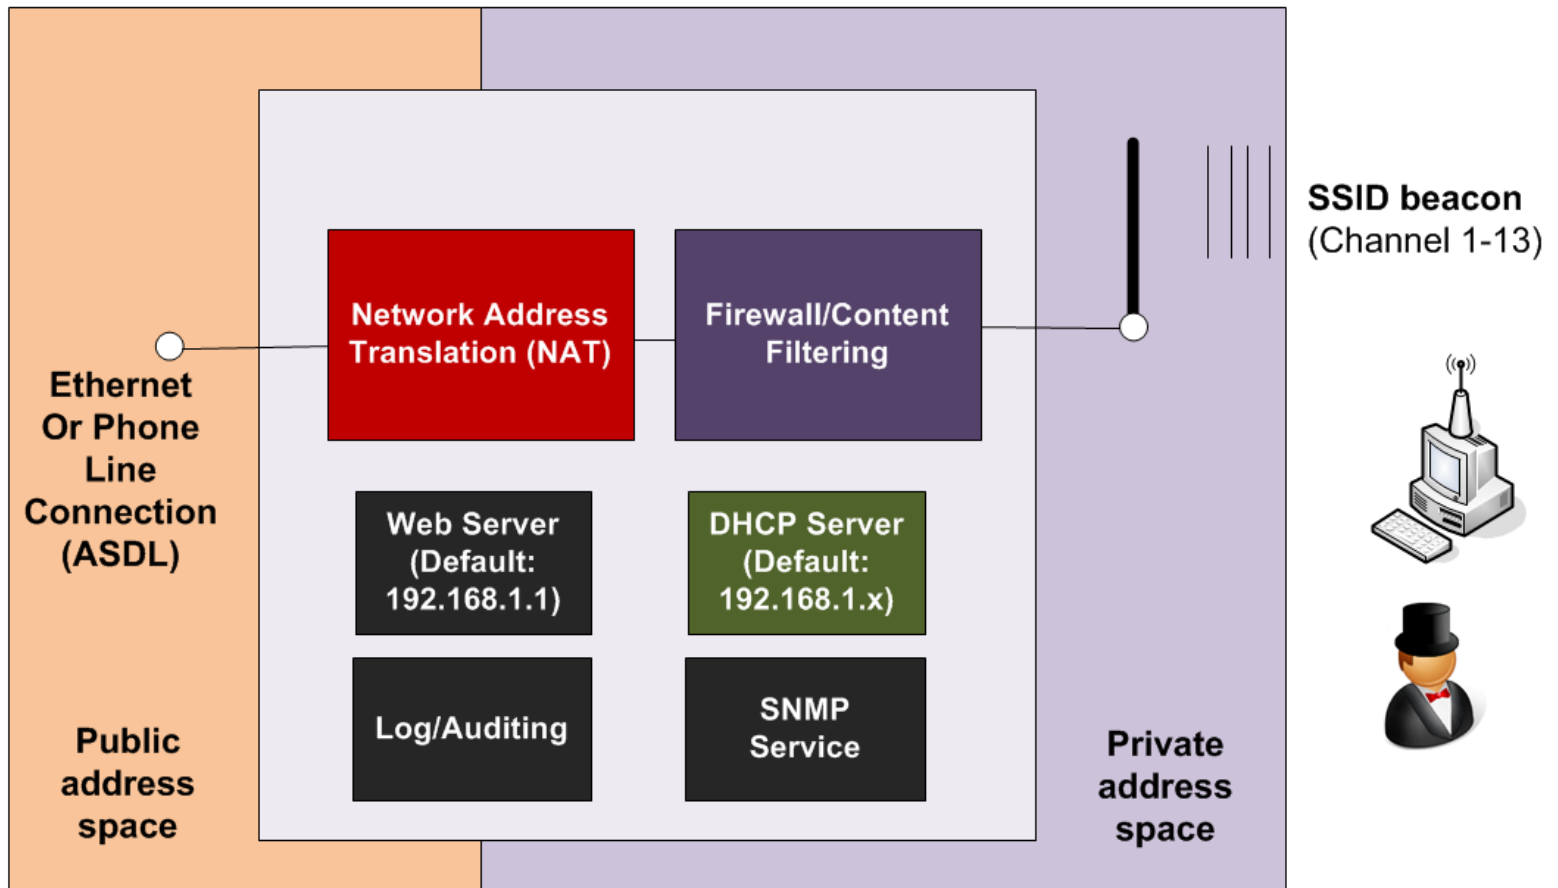 SSID beacon
(Channel 1-13)
Network Address
Translation (NAT)
Firewall/Content
Filtering
Ethernet
Or Phone
Line
Connection
(ASDL)
Web Server
(Default:
192.168.1.1)
DHCP Server
(Default:
192.168.1.x)
Log/Auditing
SNMP
Service
Public
address
space
Private
address
space